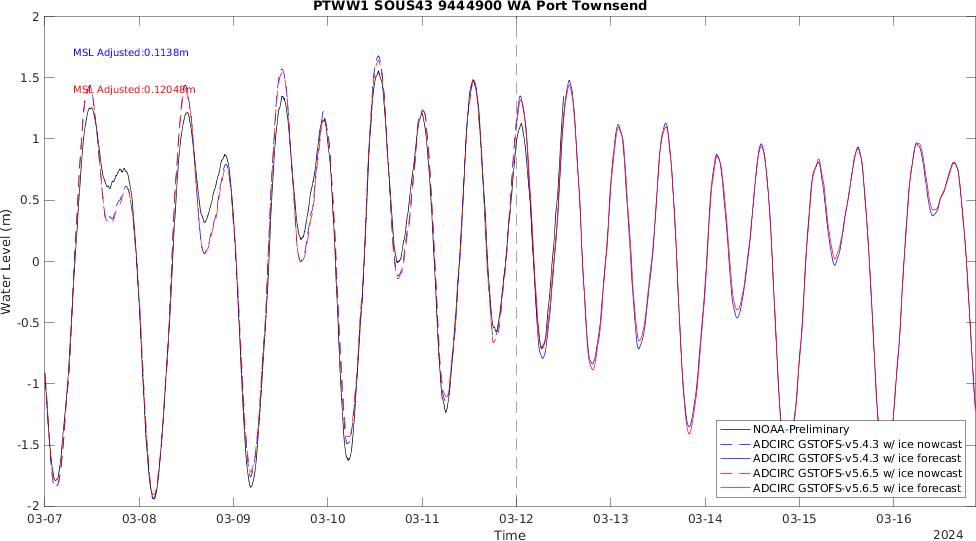 PTWW1 SOUS43 9444900 WA Port Townsend
MSL Adjusted:0.1138m
MSL Adjusted:0.12048m
Water Level (m)
2
1.5
1
0.5
0
-0.5
-1
-1.5
-2
NOAA-Preliminary
ADCIRC GSTOFS-v5.4.3 w/ ice nowcast
ADCIRC GSTOFS-v5.4.3 w/ ice forecast
ADCIRC GSTOFS-v5.6.5 w/ ice nowcast
ADCIRC GSTOFS-v5.6.5 w/ ice forecast
03-07 03-08 03-09 03-10 03-11 03-12 03-13 03-14 03-15 03-16
Time
2024